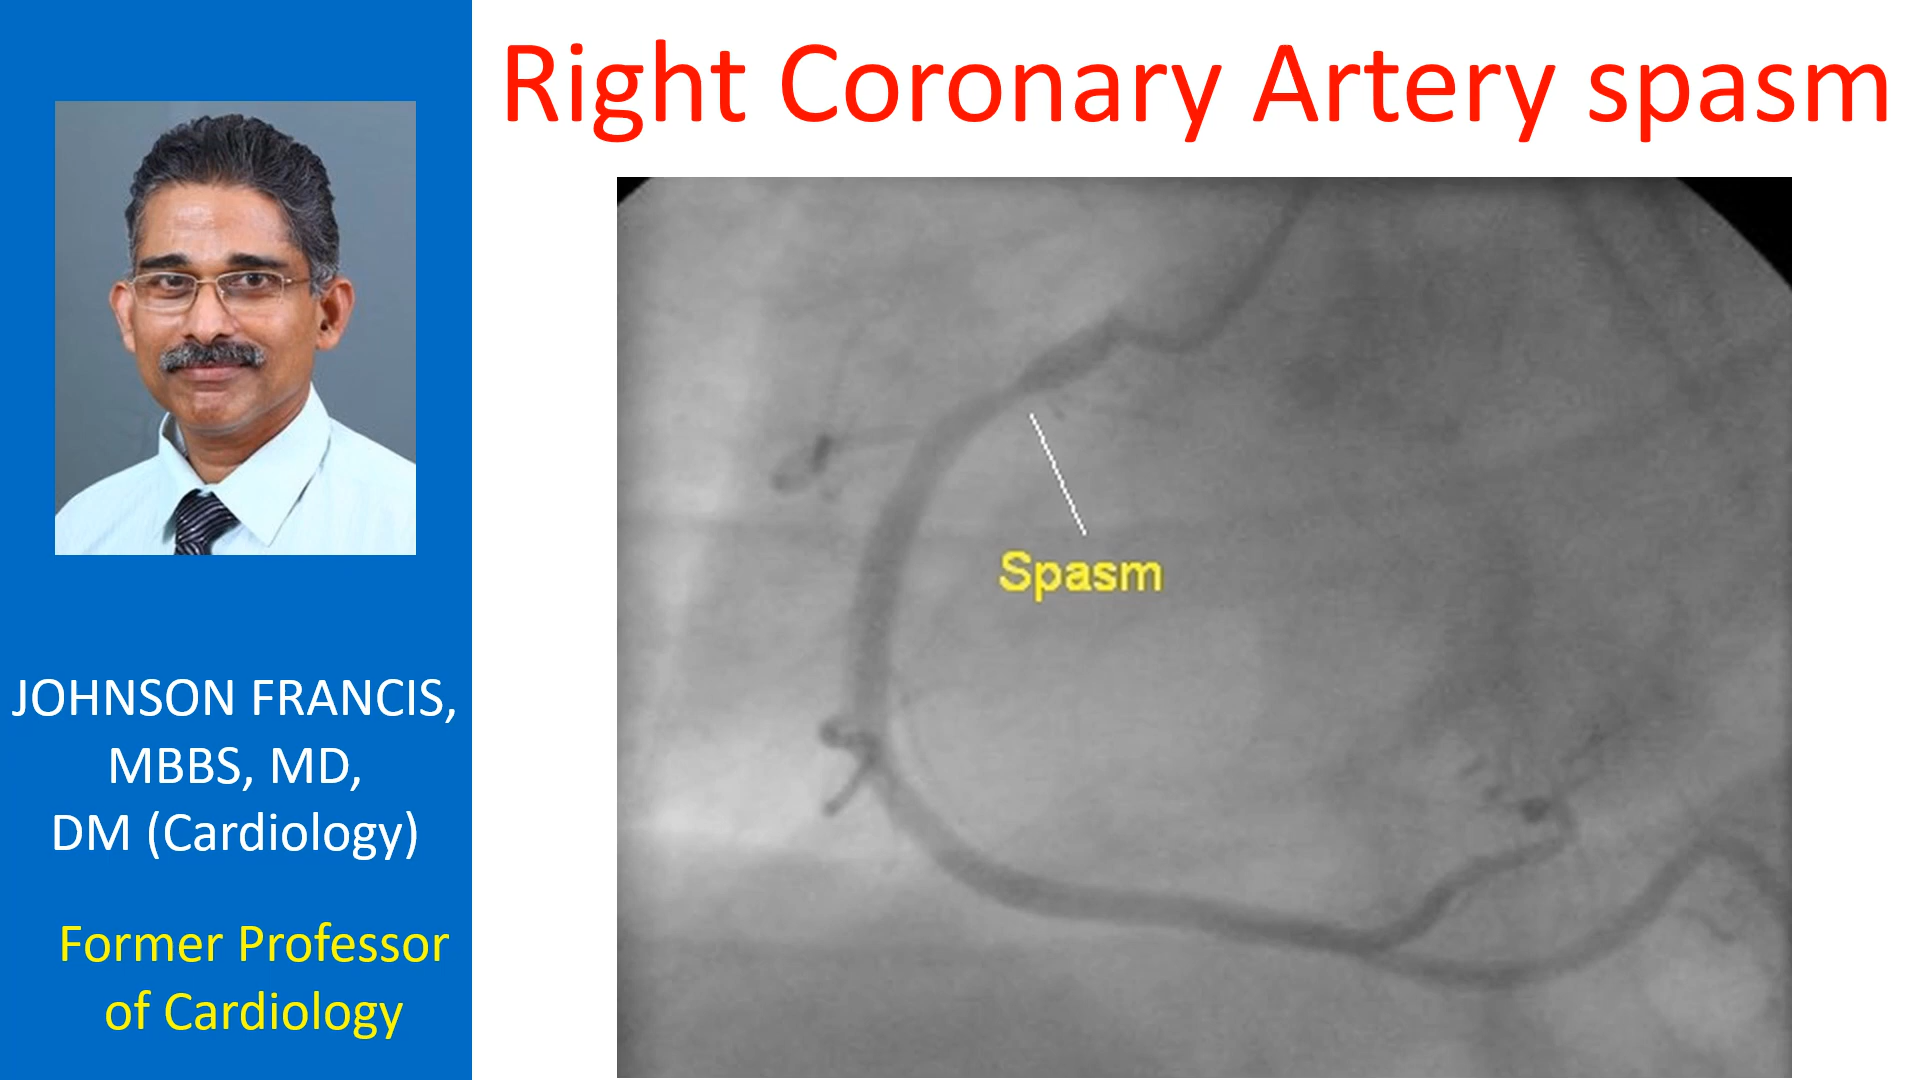 Right Coronary Artery spasm
Spasm
JOHNSON FRANCIS,
MBBS, MD,
DM (Cardiology)
Former Professor
of Cardiology